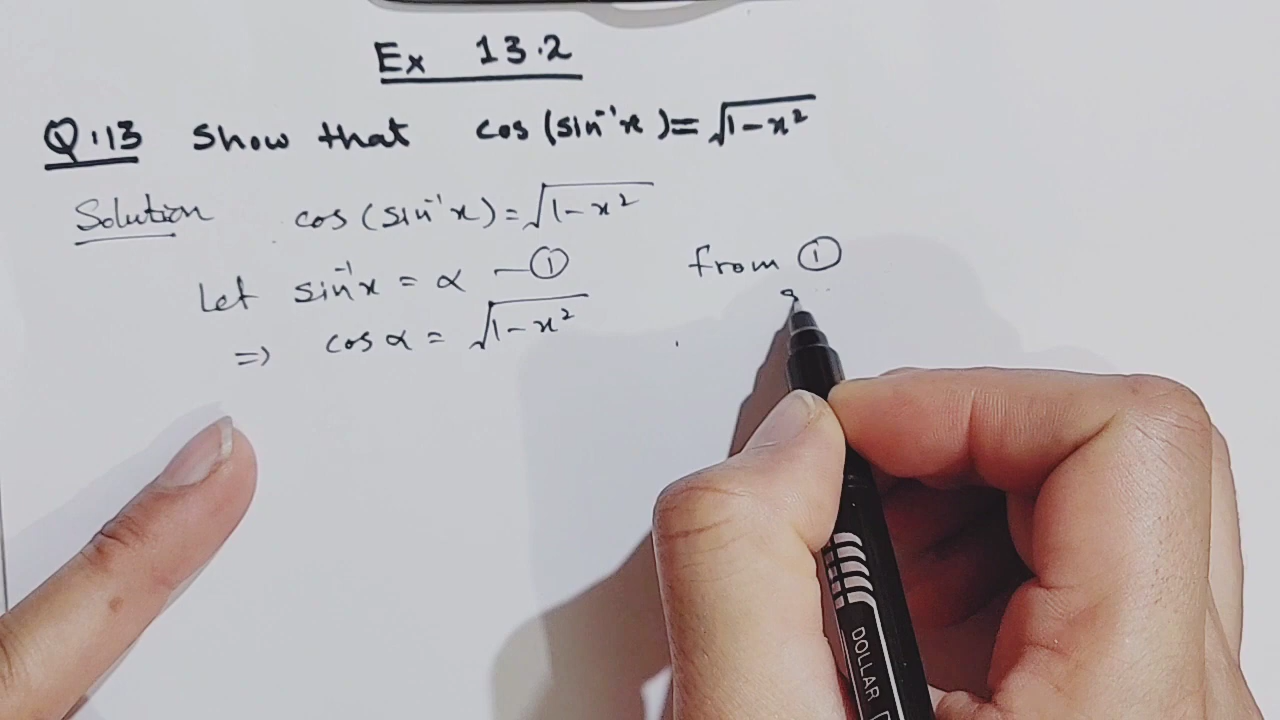 Ex 13.2
Q.13 Show that cos(sin⁻¹x)=√1-x²
Solution cos(sin⁻¹x)=√1-x²
Let sin⁻¹x = α —①
⇒ cos α = √1-x²
from ①
s
DOLLAR